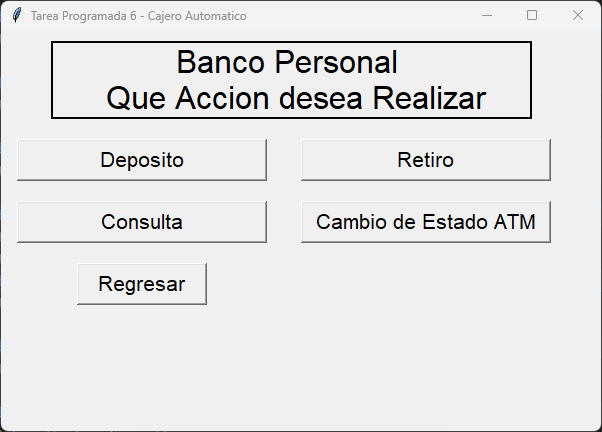 Tarea Programada 6 - Cajero Automatico
Banco Personal
Que Accion desea Realizar
Deposito
Retiro
Consulta
Cambio de Estado ATM
Regresar